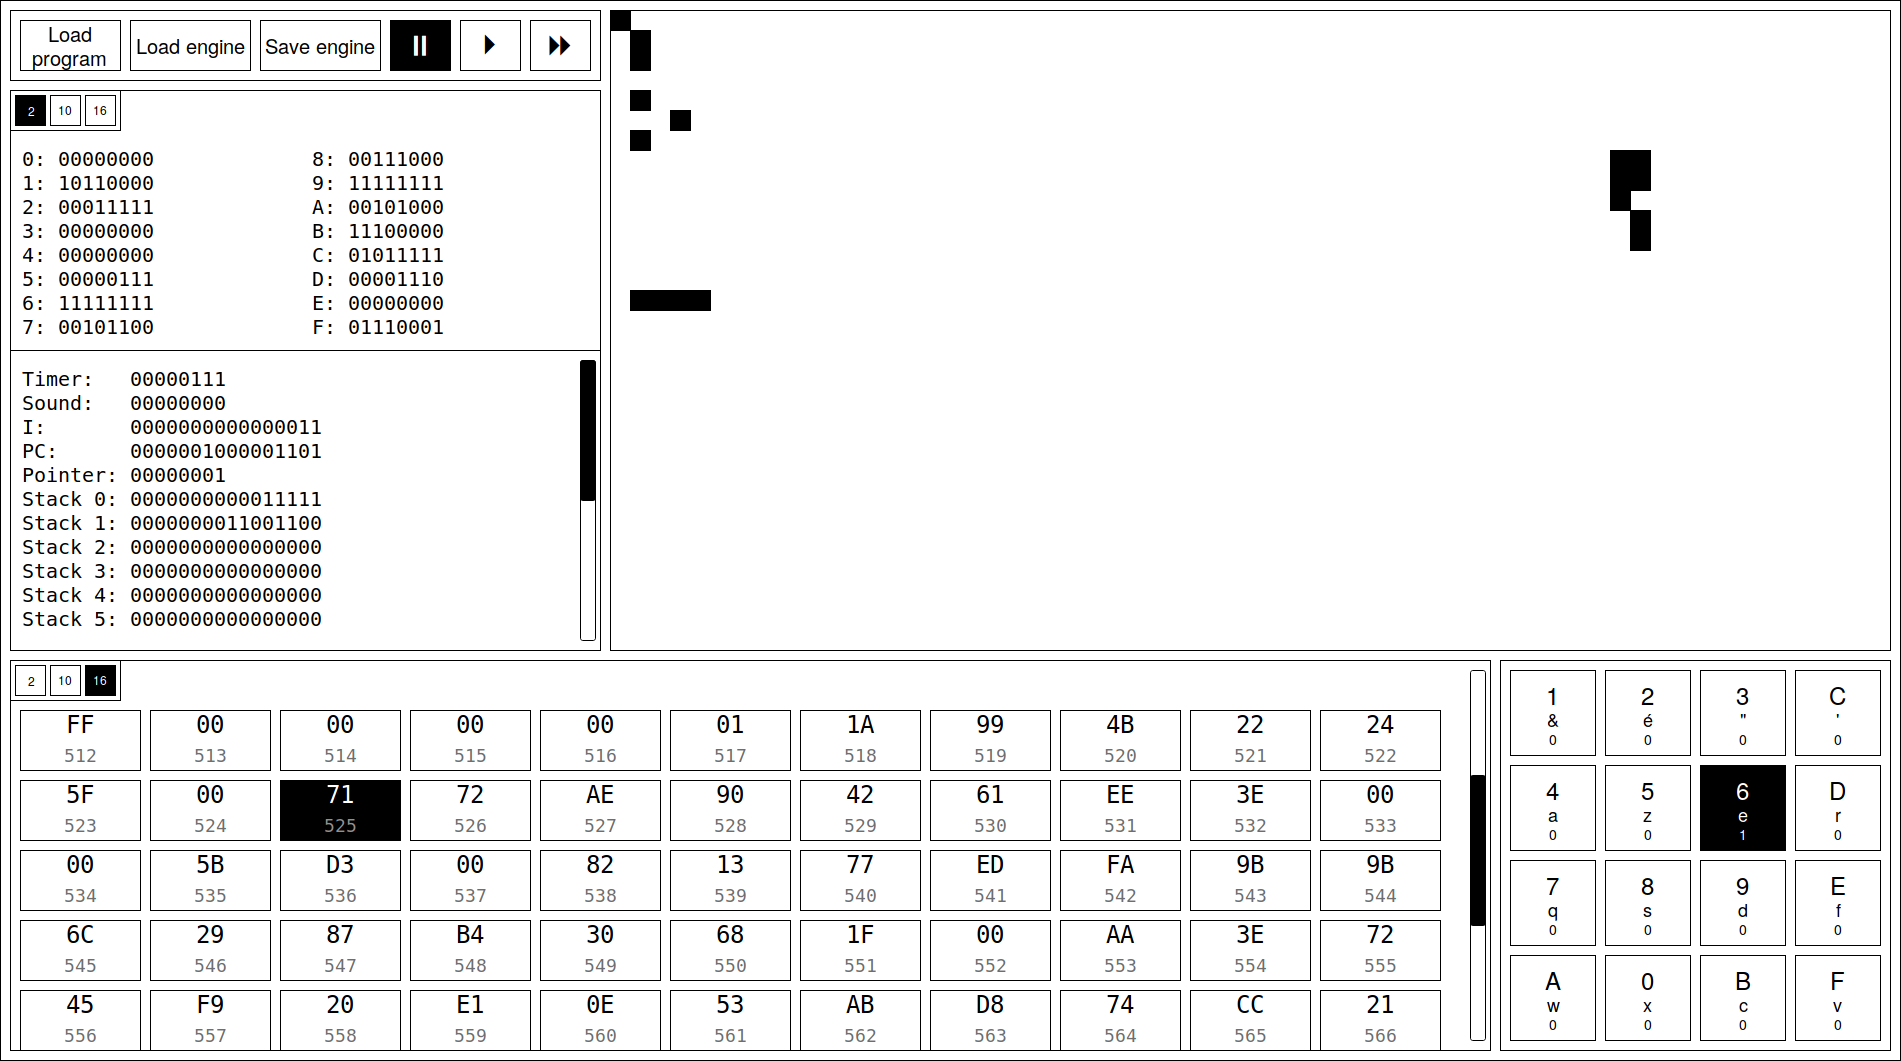 Load program
Load engine
Save engine
2 10 16
0: 00000000 8: 00111000
1: 10110000 9: 11111111
2: 00011111 A: 00101000
3: 00000000 B: 11100000
4: 00000000 C: 01011111
5: 00000111 D: 00001110
6: 11111111 E: 00000000
7: 00101100 F: 01110001
Timer: 00000111
Sound: 00000000
I: 0000000000000011
PC: 0000001000001101
Pointer: 00000001
Stack 0: 0000000000011111
Stack 1: 0000000011001100
Stack 2: 0000000000000000
Stack 3: 0000000000000000
Stack 4: 0000000000000000
Stack 5: 0000000000000000
2 10 16
FF 00 00 00 00 01 1A 99 4B 22 24
512 513 514 515 516 517 518 519 520 521 522
5F 00 71 72 AE 90 42 61 EE 3E 00
523 524 525 526 527 528 529 530 531 532 533
00 5B D3 00 82 13 77 ED FA 9B 9B
534 535 536 537 538 539 540 541 542 543 544
6C 29 87 B4 30 68 1F 00 AA 3E 72
545 546 547 548 549 550 551 552 553 554 555
45 F9 20 E1 0E 53 AB D8 74 CC 21
556 557 558 559 560 561 562 563 564 565 566
1 2 3 C
& é " '
0 0 0 0
4 5 6 D
a z e r
0 0 1 0
7 8 9 E
q s d f
0 0 0 0
A 0 B F
w x c v
0 0 0 0